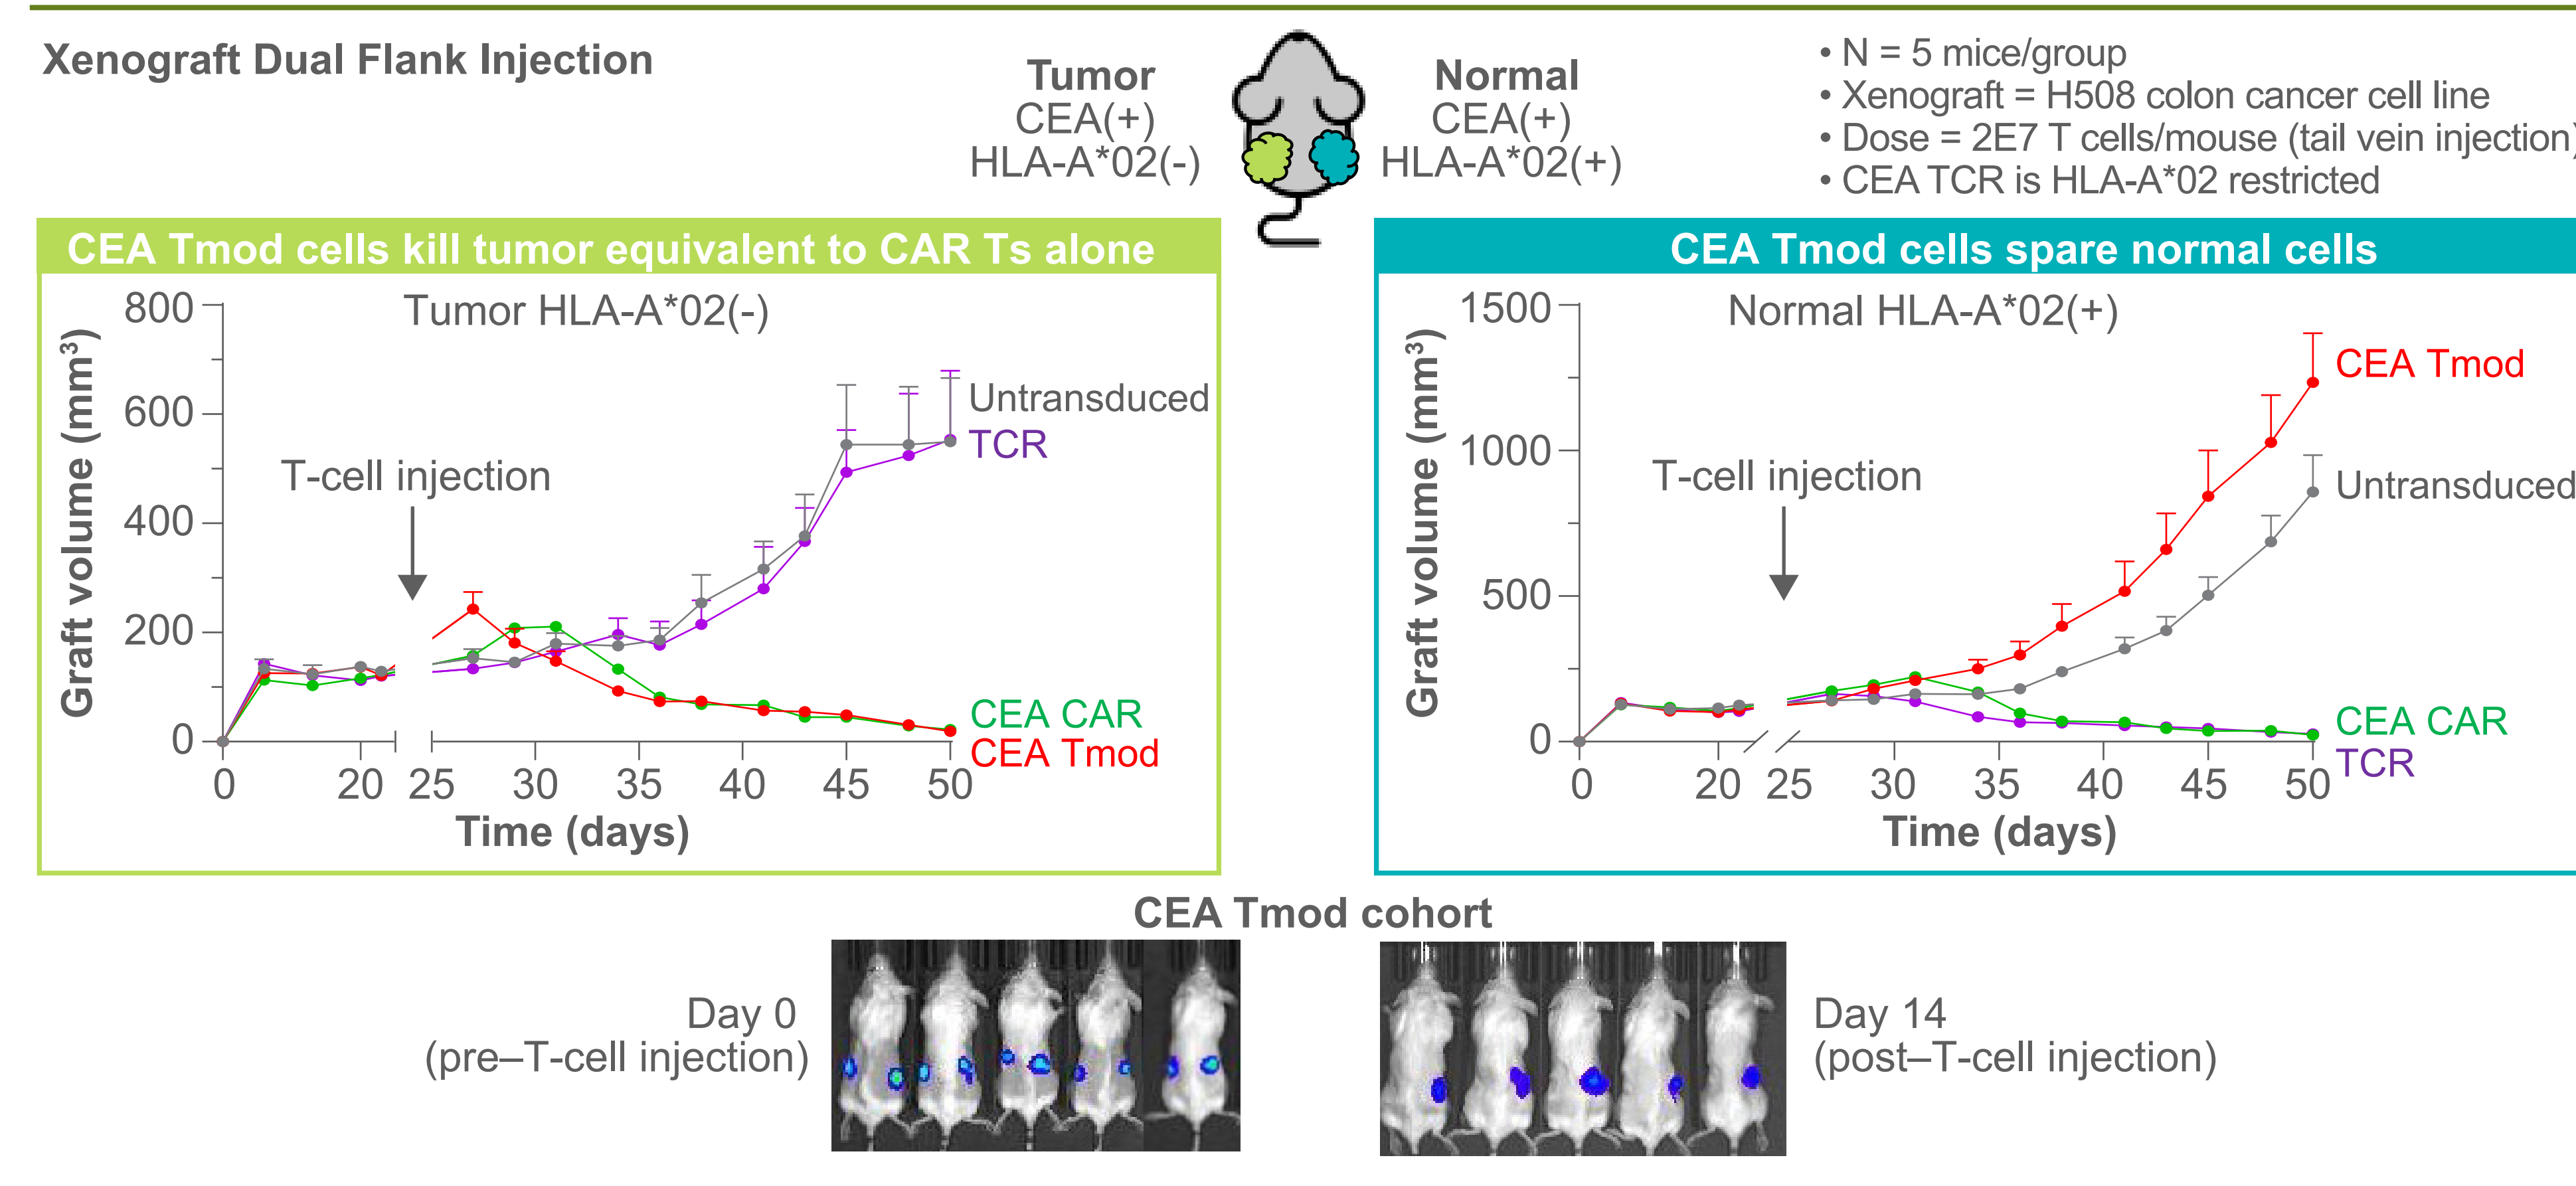 Xenograft Dual Flank Injection
Tumor
CEA(+)
HLA-A*02(-)
Normal
CEA(+)
HLA-A*02(+)
• N = 5 mice/group
• Xenograft = H508 colon cancer cell line
• Dose = 2E7 T cells/mouse (tail vein injection)
• CEA TCR is HLA-A*02 restricted
CEA Tmod cells kill tumor equivalent to CAR Ts alone
Tumor HLA-A*02(-)
Graft volume (mm³)
800
600
400
200
0
T-cell injection
Untransduced
TCR
CEA CAR
CEA Tmod
0 20 25 30 35 40 45 50
Time (days)
CEA Tmod cells spare normal cells
Normal HLA-A*02(+)
Graft volume (mm³)
1500
1000
500
0
T-cell injection
CEA Tmod
Untransduced
CEA CAR
TCR
0 20 25 30 35 40 45 50
Time (days)
CEA Tmod cohort
Day 0
(pre–T-cell injection)
Day 14
(post–T-cell injection)